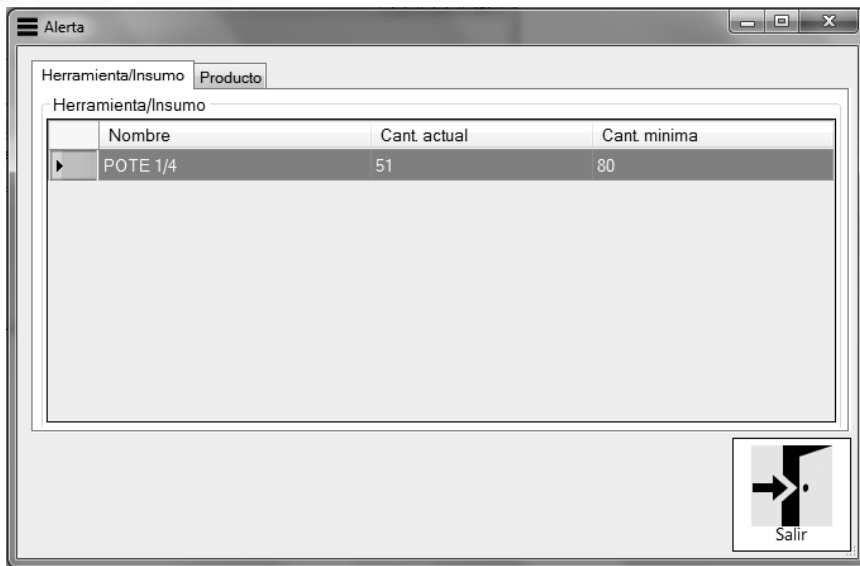 Alerta
Herramienta/Insumo Producto
Herramienta/Insumo
Nombre Cant. actual Cant. minima
POTE 1/4 51 80
Salir